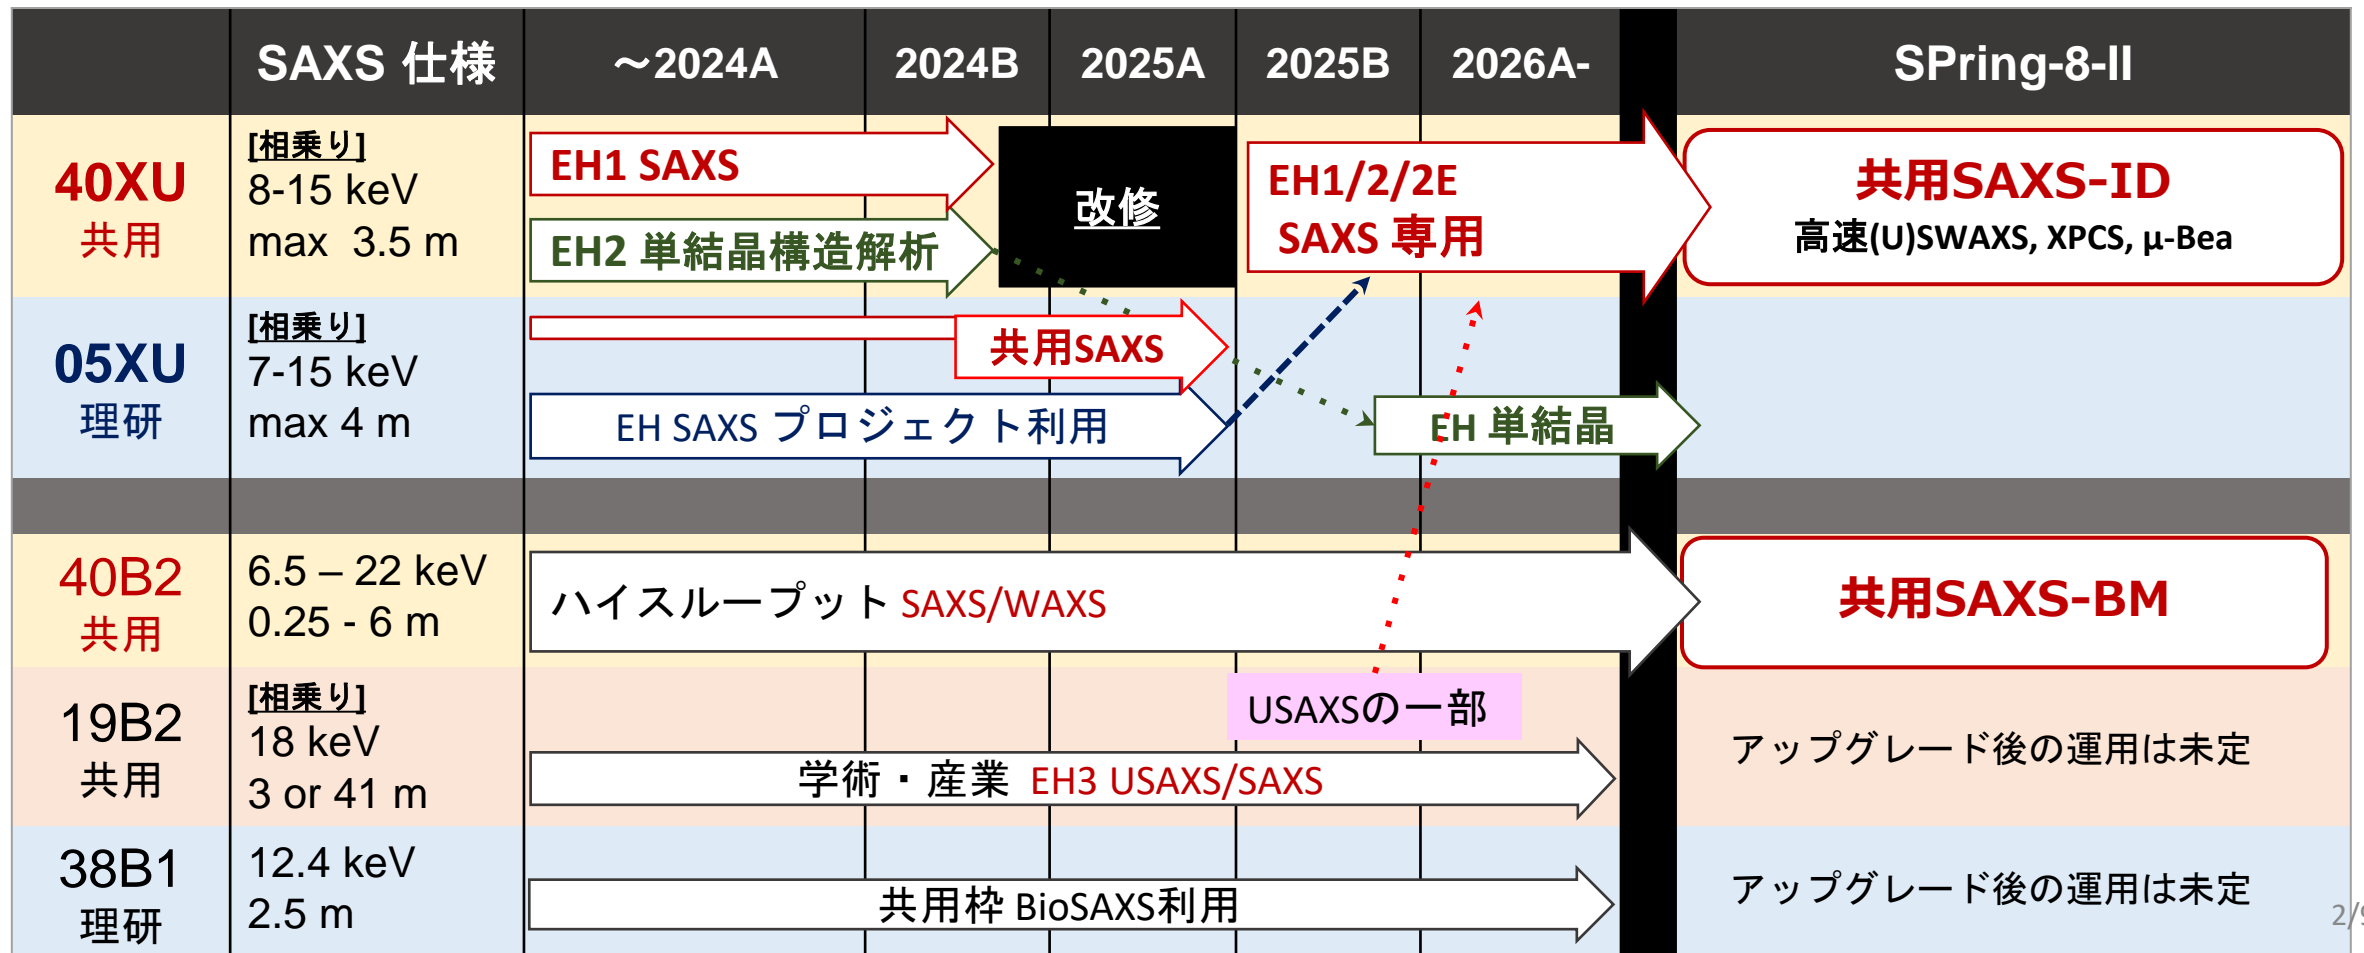 SAXS 仕様
～2024A
2024B
2025A
2025B
2026A-
SPring-8-II
40XU
共用
[相乗り]
8-15 keV
max 3.5 m
EH1 SAXS
EH2 単結晶構造解析
改修
EH1/2/2E
SAXS 専用
共用SAXS-ID
高速(U)SWAXS, XPCS, μ-Bea
05XU
理研
[相乗り]
7-15 keV
max 4 m
共用SAXS
EH SAXS プロジェクト利用
EH 単結晶
40B2
共用
6.5 – 22 keV
0.25 - 6 m
ハイスループット SAXS/WAXS
共用SAXS-BM
19B2
共用
[相乗り]
18 keV
3 or 41 m
USAXSの一部
学術・産業 EH3 USAXS/SAXS
アップグレード後の運用は未定
38B1
理研
12.4 keV
2.5 m
共用枠 BioSAXS利用
アップグレード後の運用は未定
2/9